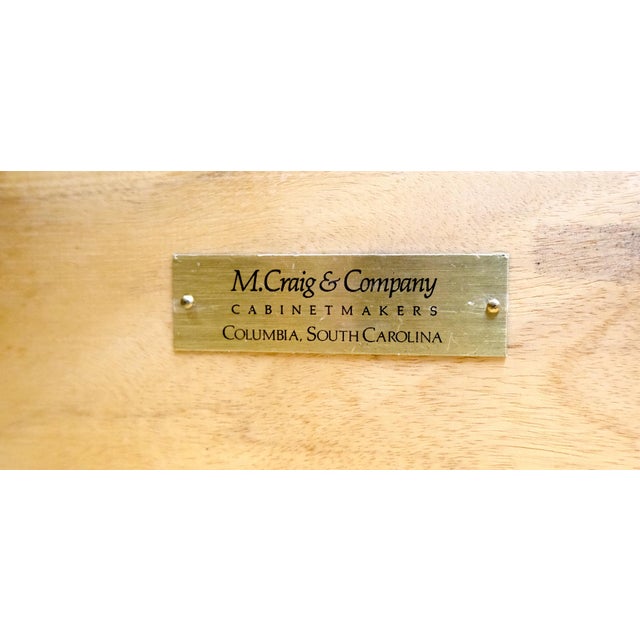 M.Craig & Company
CABINETMAKERS
COLUMBIA, SOUTH CAROLINA